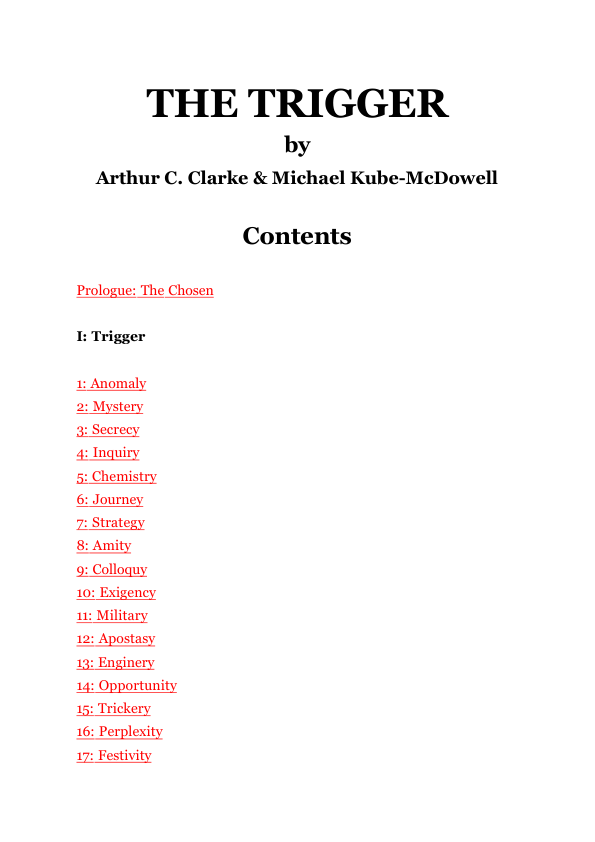 THE TRIGGER
by
Arthur C. Clarke & Michael Kube-McDowell
Contents
Prologue: The Chosen
I: Trigger
1: Anomaly
2: Mystery
3: Secrecy
4: Inquiry
5: Chemistry
6: Journey
7: Strategy
8: Amity
9: Colloquy
10: Exigency
11: Military
12: Apostasy
13: Enginery
14: Opportunity
15: Trickery
16: Perplexity
17: Festivity